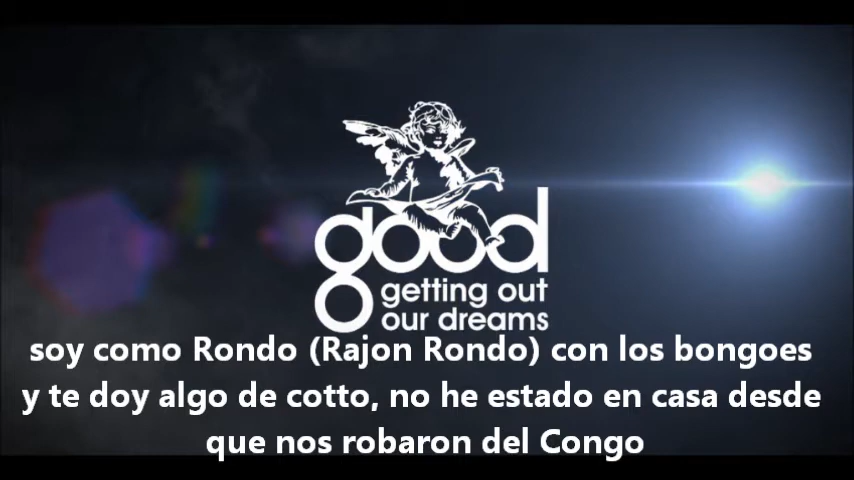 good
getting out
our dreams
soy como Rondo (Rajon Rondo) con los bongoes
y te doy algo de cotto, no he estado en casa desde
que nos robaron del Congo